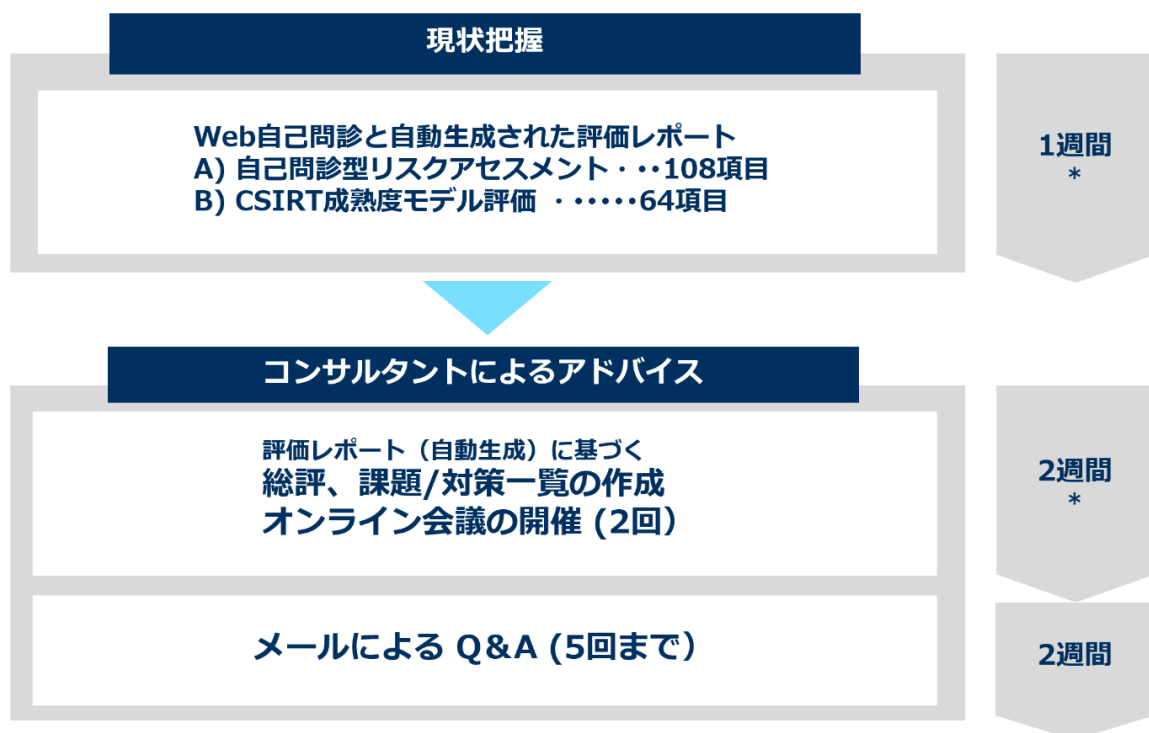 現状把握
Web自己問診と自動生成された評価レポート
A) 自己問診型リスクアセスメント・・・108項目
B) CSIRT成熟度モデル評価 ・・・・・・64項目
1週間
*
コンサルタントによるアドバイス
評価レポート（自動生成）に基づく
総評、課題/対策一覧の作成
オンライン会議の開催 (2回）
2週間
*
メールによる Q&A (5回まで）
2週間